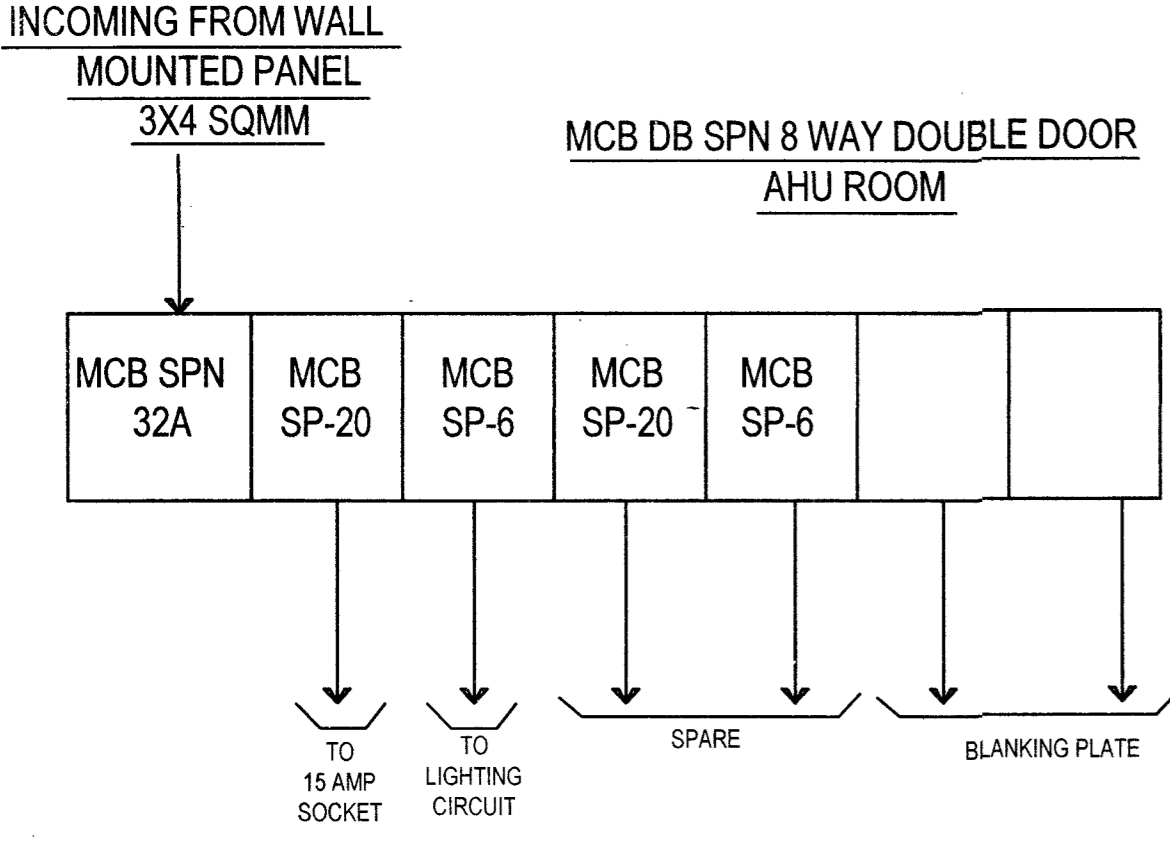 INCOMING FROM WALL
MOUNTED PANEL
3X4 SQMM
MCB DB SPN 8 WAY DOUBLE DOOR
AHU ROOM
MCB SPN
32A
MCB
SP-20
MCB
SP-6
MCB
SP-20
MCB
SP-6
TO
15 AMP
SOCKET
TO
LIGHTING
CIRCUIT
SPARE
BLANKING PLATE